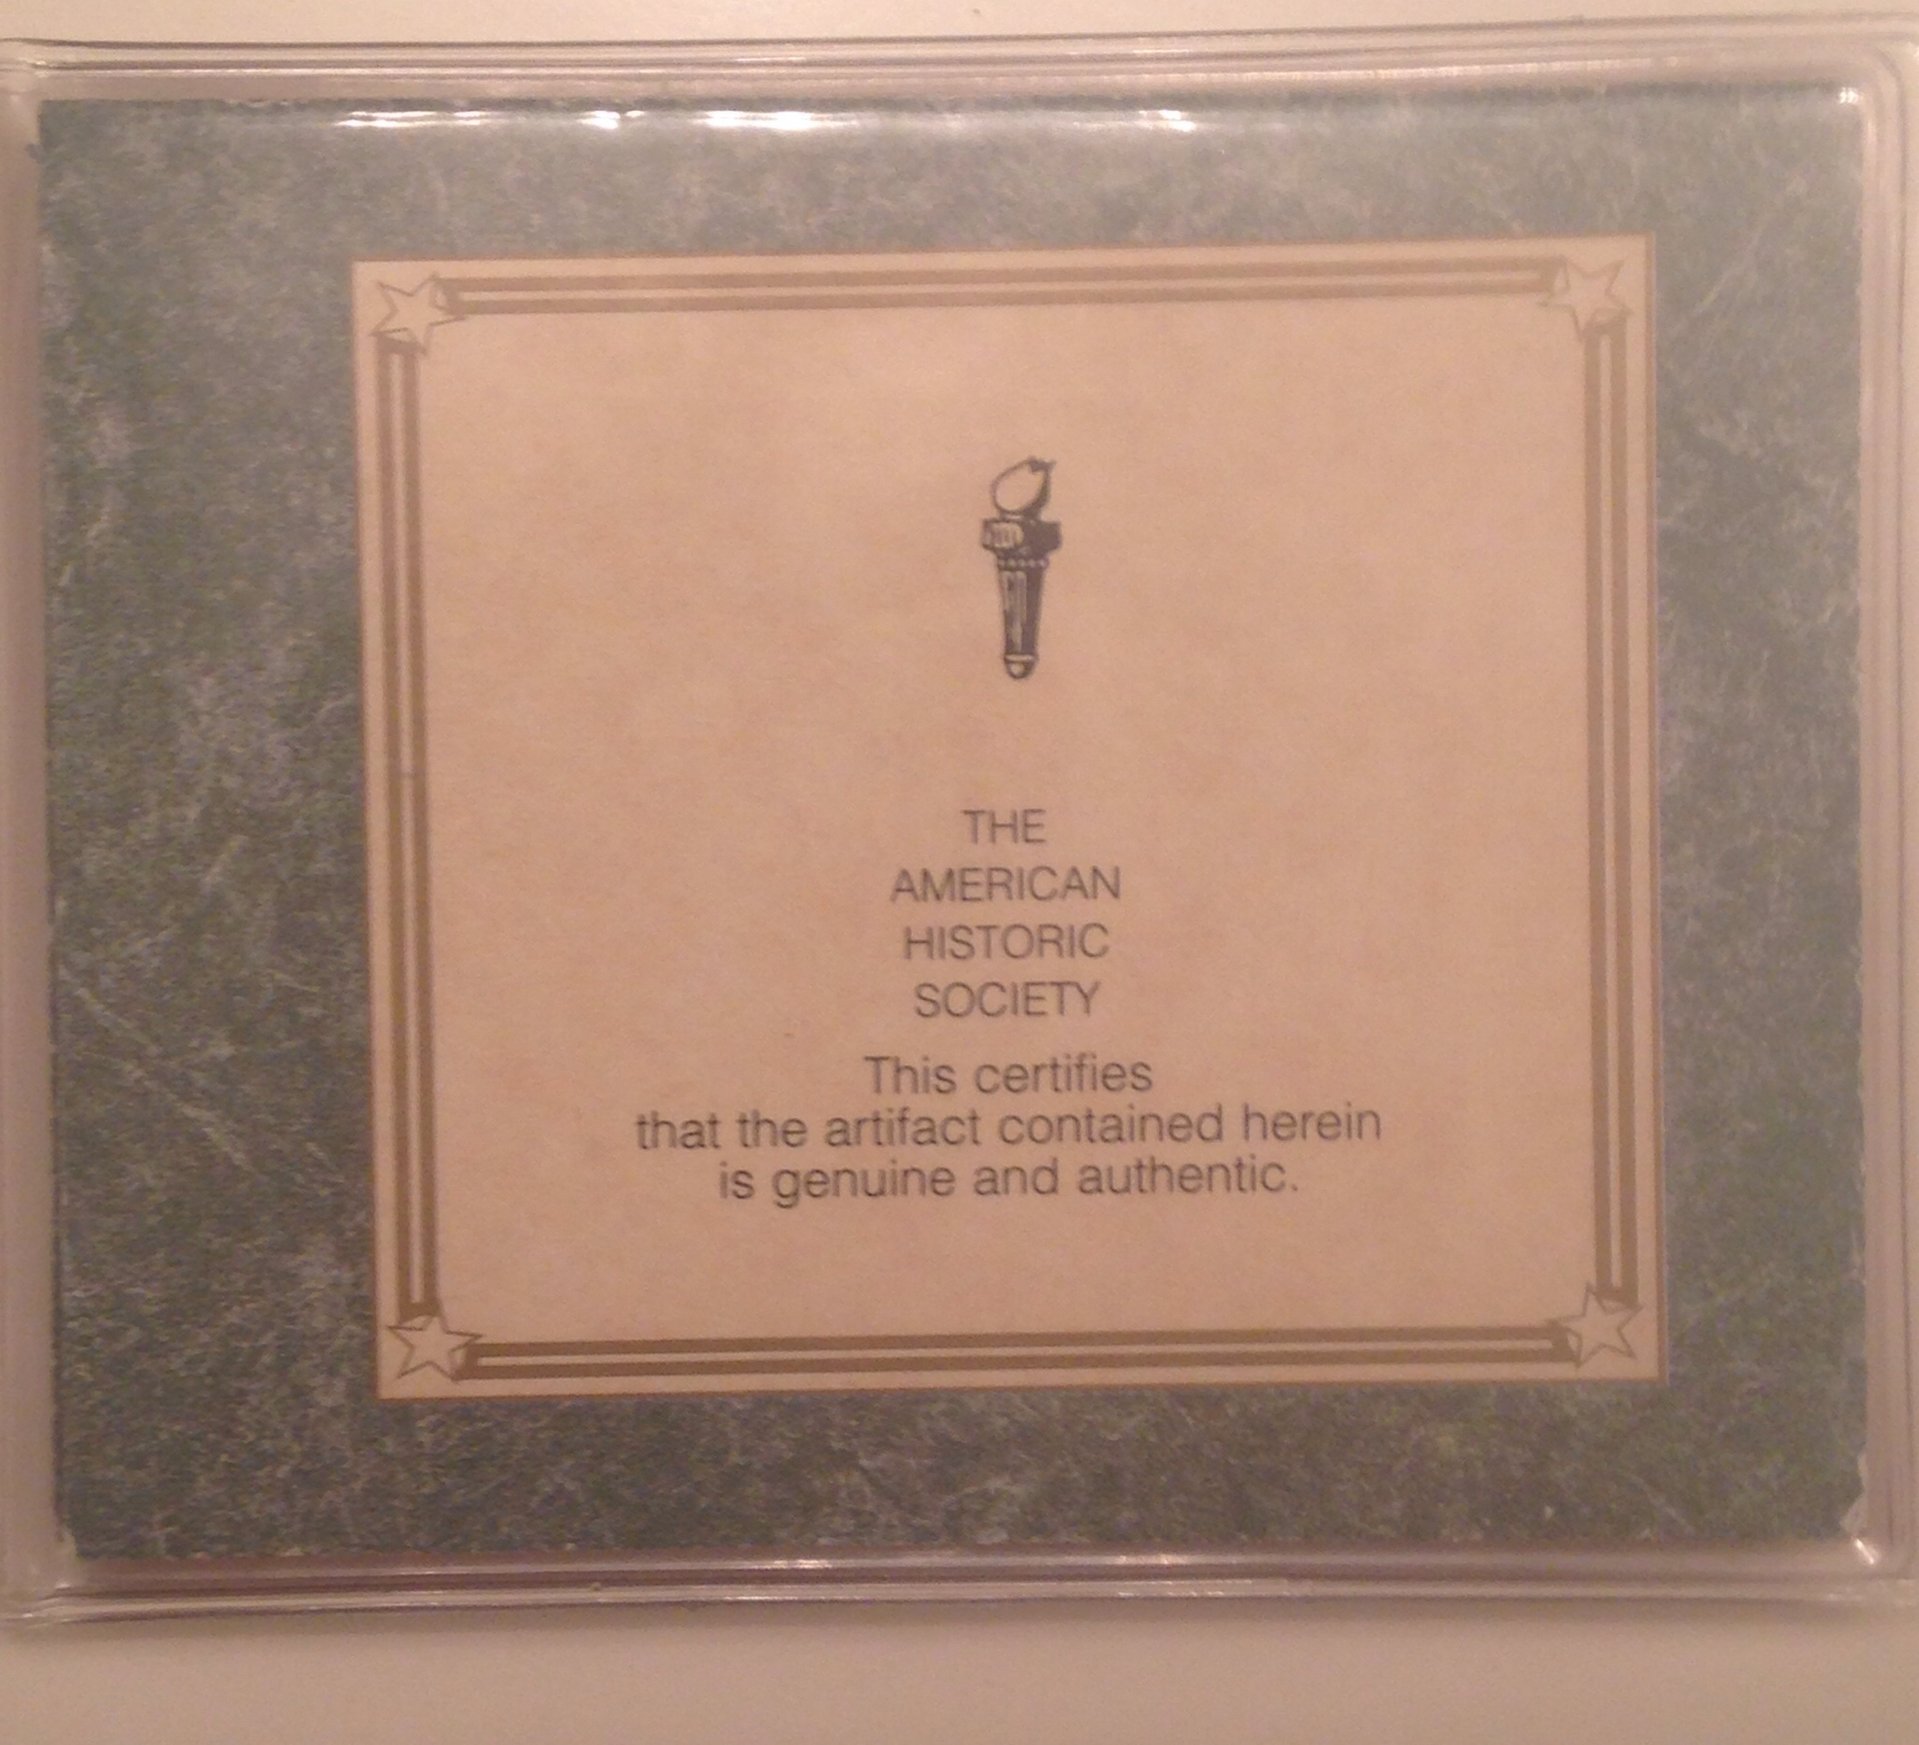 THE
AMERICAN
HISTORIC
SOCIETY
This certifies
that the artifact contained herein
is genuine and authentic.